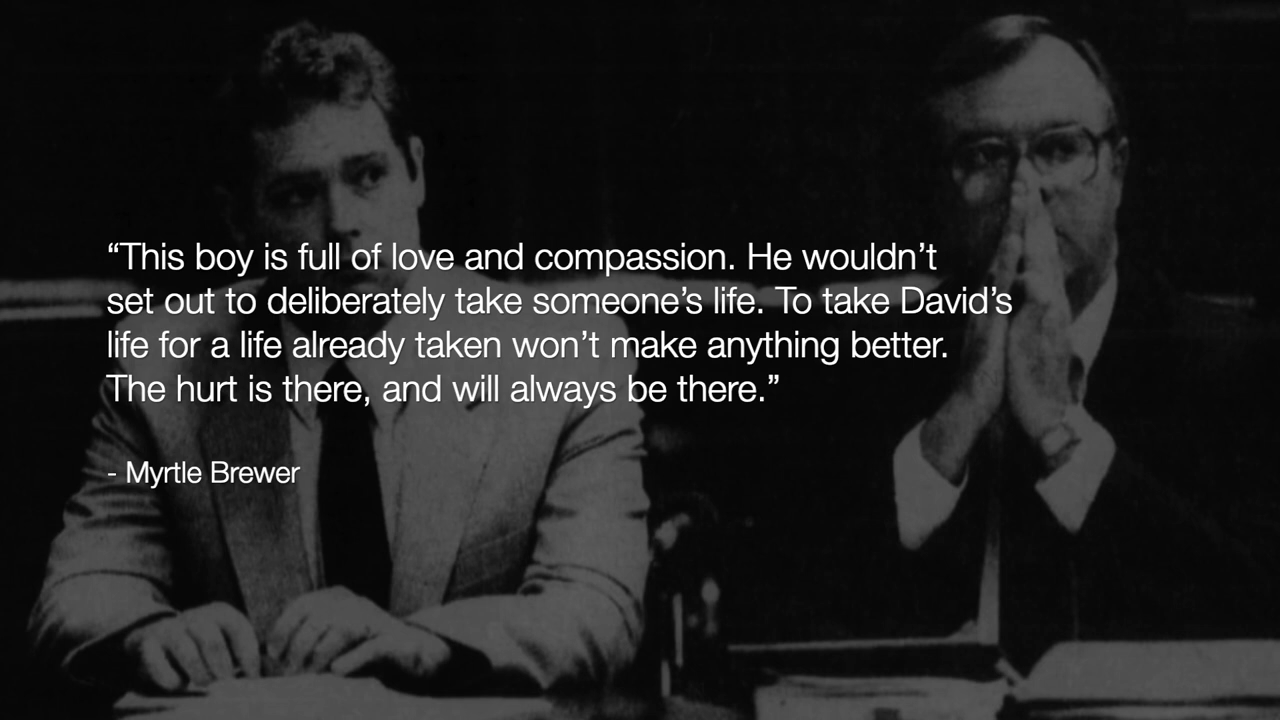 “This boy is full of love and compassion. He wouldn’t
set out to deliberately take someone’s life. To take David’s
life for a life already taken won’t make anything better.
The hurt is there, and will always be there.”
- Myrtle Brewer